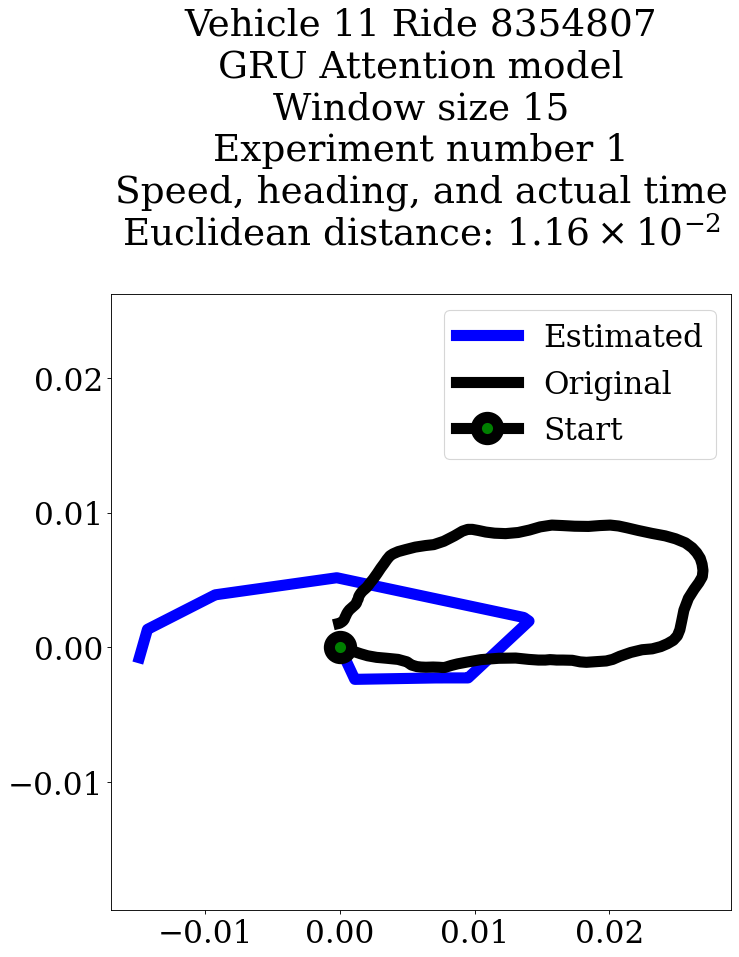 Vehicle 11 Ride 8354807
GRU Attention model
Window size 15
Experiment number 1
Speed, heading, and actual time
Euclidean distance: 1.16 × 10⁻²
Estimated
Original
Start
0.02
0.01
0.00
−0.01
−0.01 0.00 0.01 0.02